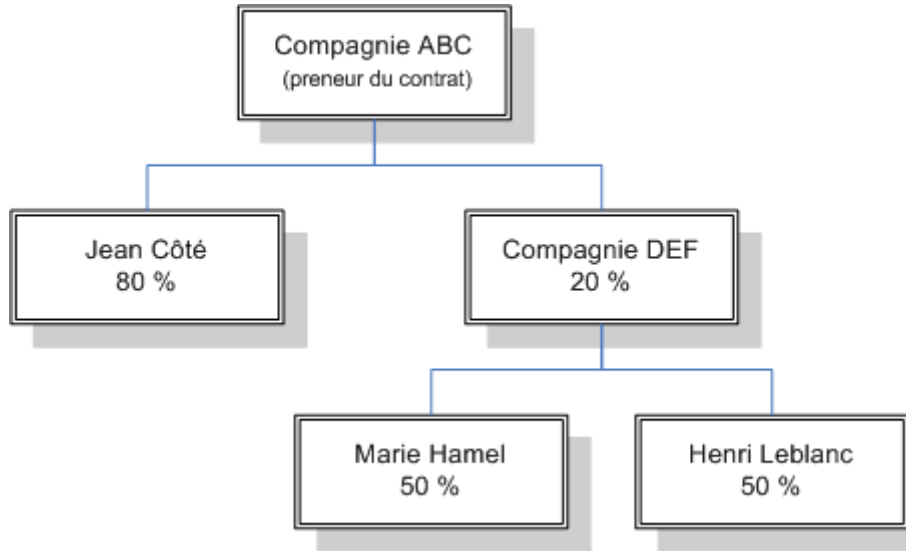 Compagnie ABC
(preneur du contrat)
Jean Côté
80 %
Compagnie DEF
20 %
Marie Hamel
50 %
Henri Leblanc
50 %